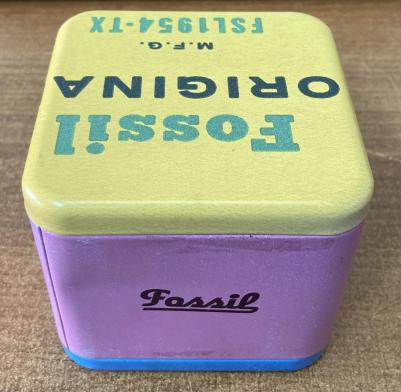 Fossil
ORIGINA
M.F.G.
FSL1954-TX
Fossil